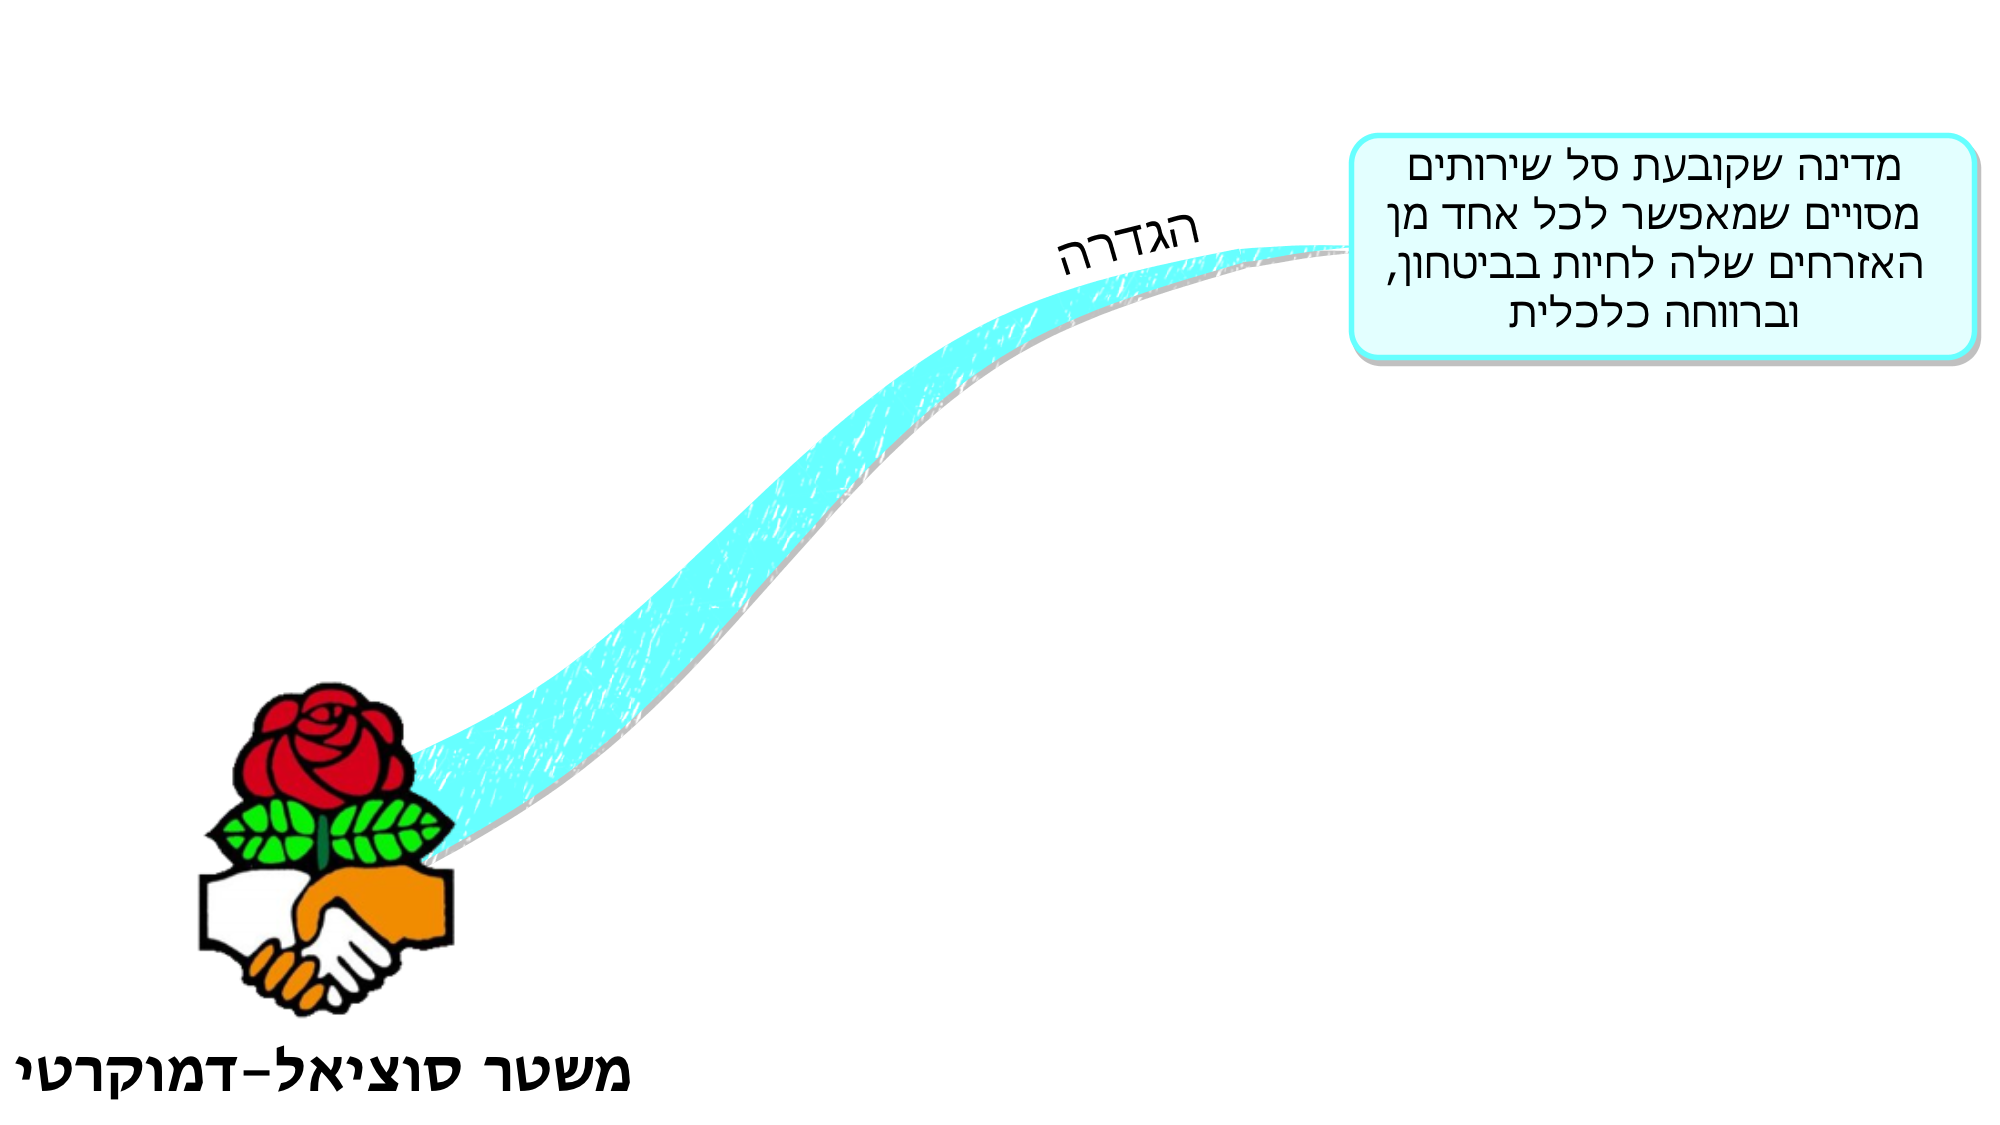 הגדרה
מדינה שקובעת סל שירותים
מסויים שמאפשר לכל אחד מן
האזרחים שלה לחיות בביטחון,
וברווחה כלכלית
משטר סוציאל-דמוקרטי